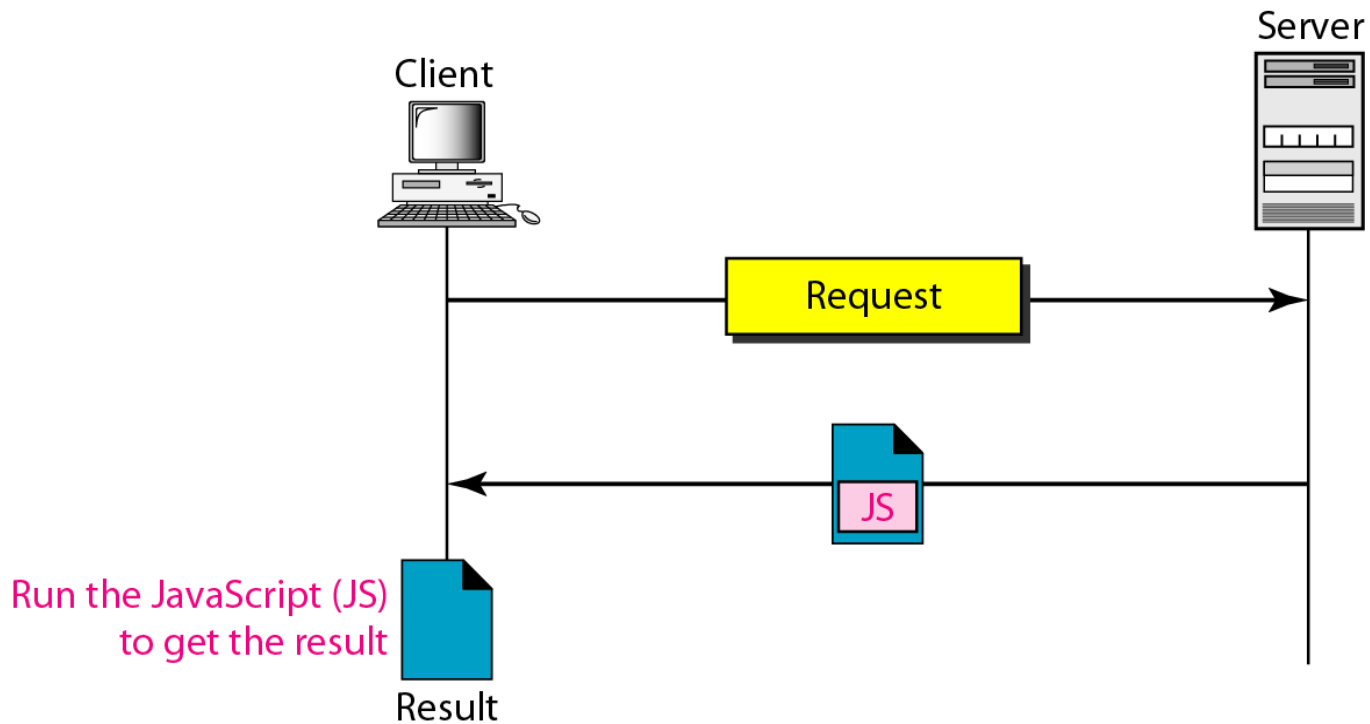 Server
Client
Request
JS
Run the JavaScript (JS)
to get the result
Result